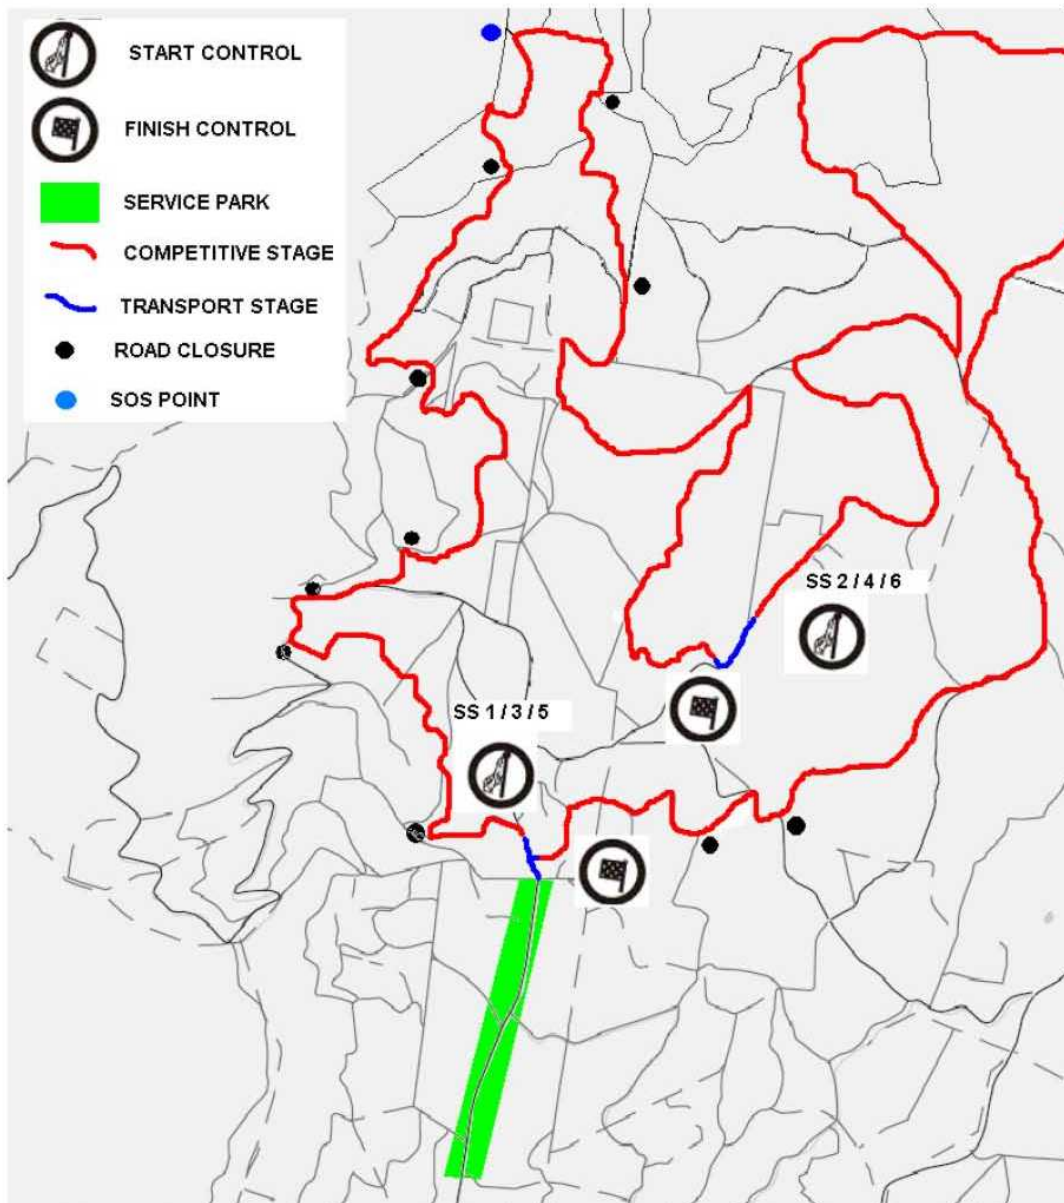 START CONTROL
FINISH CONTROL
SERVICE PARK
COMPETITIVE STAGE
TRANSPORT STAGE
ROAD CLOSURE
SOS POINT
SS 2 / 4 / 6
SS 1 / 3 / 5